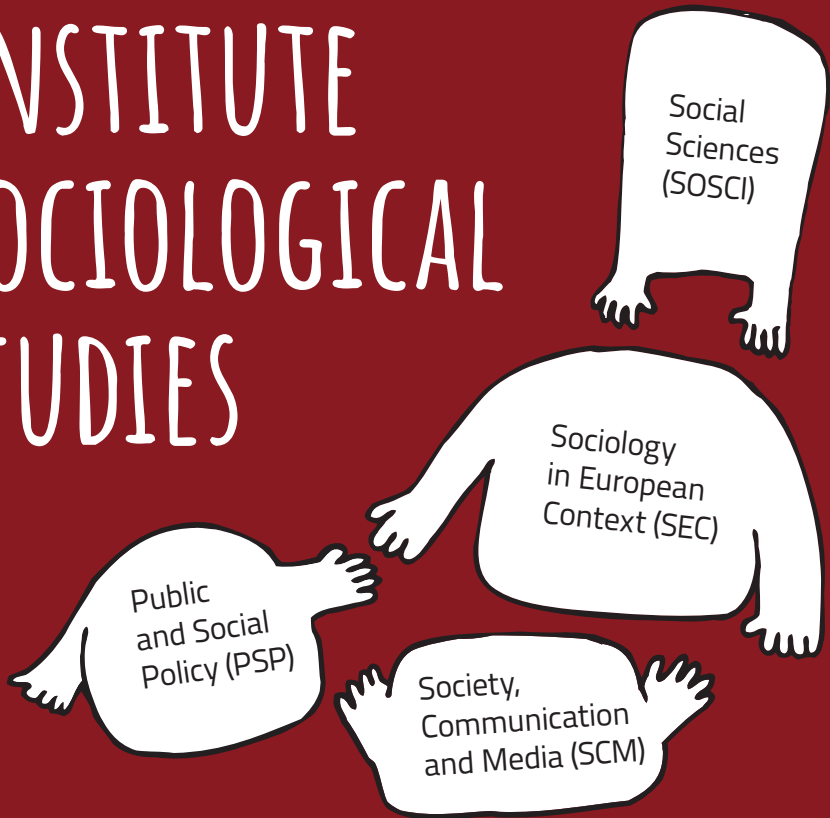 NSTITUTE
OCIOLOGICAL
TUDIES
Social
Sciences
(SOSCI)
Sociology
in European
Context (SEC)
Public
and Social
Policy (PSP)
Society,
Communication
and Media (SCM)